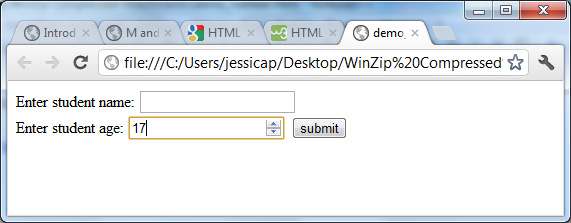 Introd
M and
HTML
HTML
demo,
file:///C:/Users/jessicap/Desktop/WinZip%20Compressed
Enter student name:
Enter student age: 17 submit